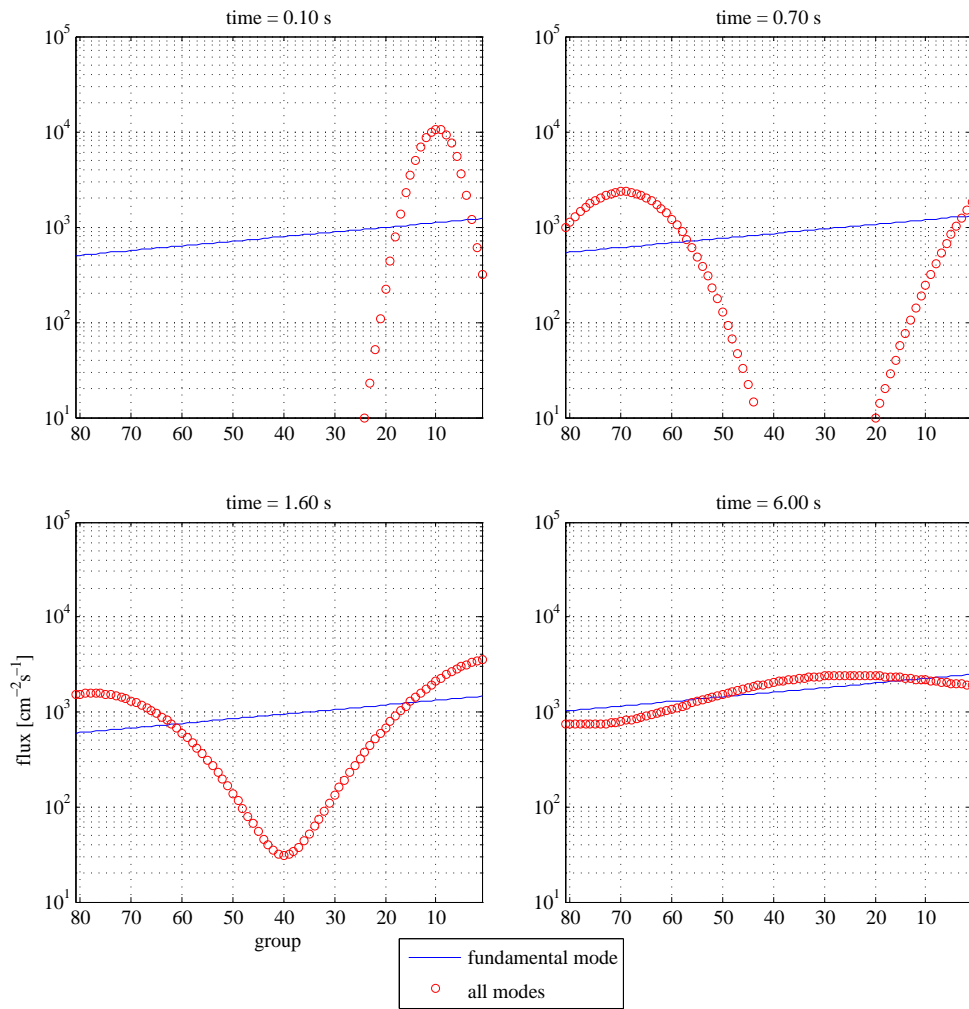 time = 0.10 s
10^5
10^4
10^3
10^2
10^1
80 70 60 50 40 30 20 10
time = 0.70 s
10^5
10^4
10^3
10^2
10^1
80 70 60 50 40 30 20 10
time = 1.60 s
10^5
10^4
10^3
10^2
10^1
flux [cm^−2s^−1]
80 70 60 50 40 30 20 10
group
time = 6.00 s
10^5
10^4
10^3
10^2
10^1
80 70 60 50 40 30 20 10
fundamental mode
all modes